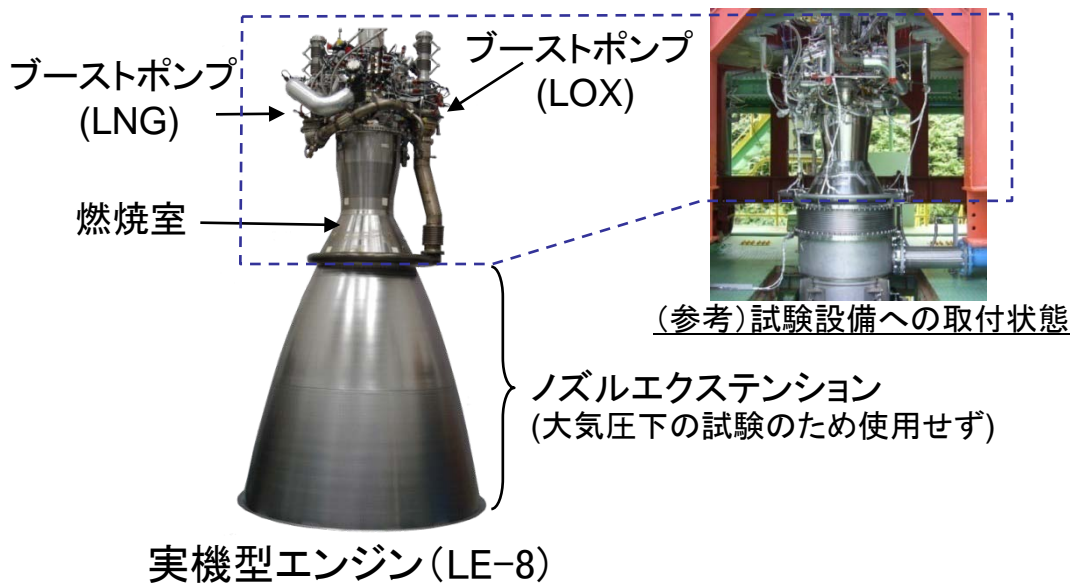 ブーストポンプ
(LNG)
ブーストポンプ
(LOX)
燃焼室
(参考)試験設備への取付状態
ノズルエクステンション
(大気圧下の試験のため使用せず)
実機型エンジン(LE-8)